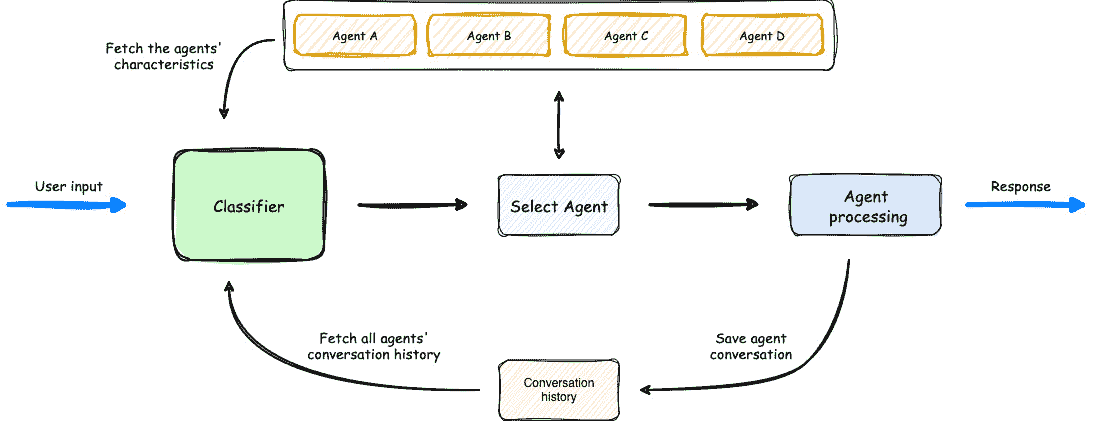 Agent A
Agent B
Agent C
Agent D
Fetch the agents'
characteristics
User input
Classifier
Select Agent
Agent
processing
Response
Fetch all agents'
conversation history
Save agent
conversation
Conversation
history